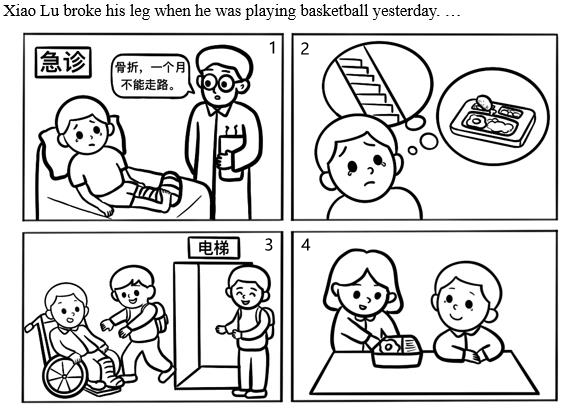 Xiao Lu broke his leg when he was playing basketball yesterday. …
急诊
骨折，一个月
不能走路。
1
2
电梯
3
4